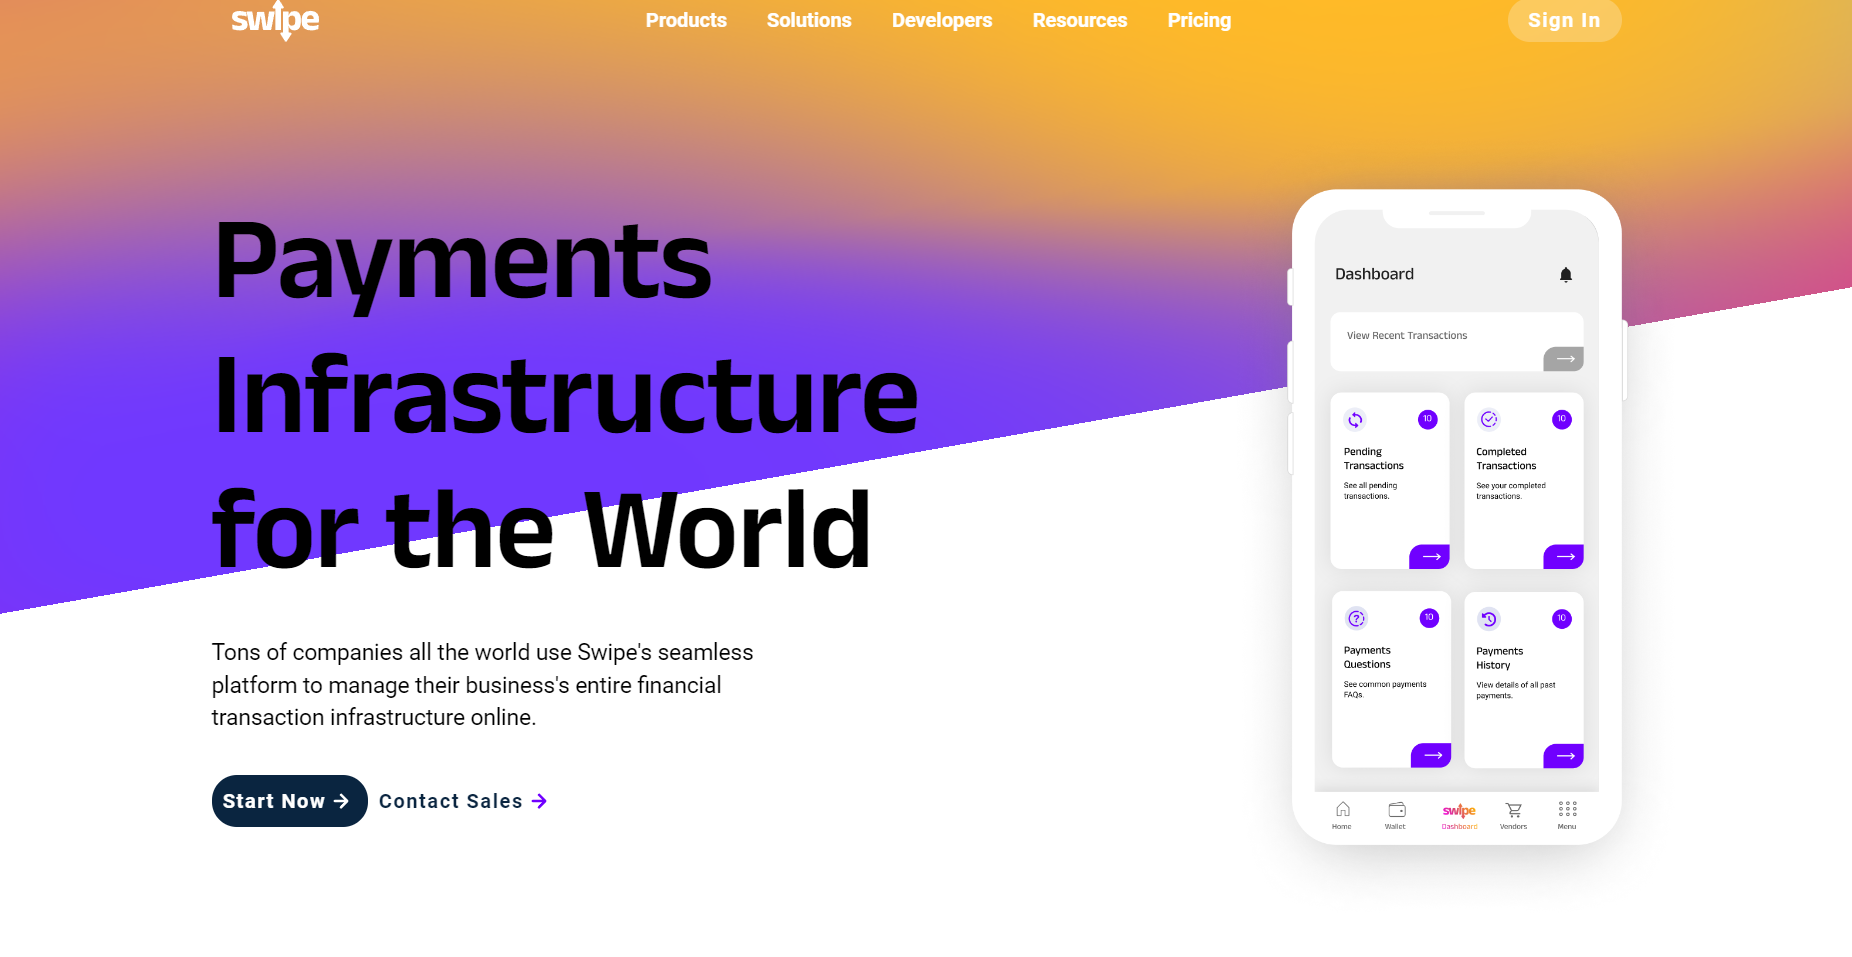 swipe
Products Solutions Developers Resources Pricing
Sign In
Payments
Infrastructure
for the World
Tons of companies all the world use Swipe's seamless
platform to manage their business's entire financial
transaction infrastructure online.
Start Now
Contact Sales
Dashboard
View Recent Transactions
10
Pending
Transactions
See all pending
transactions.
10
Completed
Transactions
See your completed
transactions.
10
Payments
Questions
See common payments
FAQs.
10
Payments
History
View details of all past
payments.
Home
Wallet
swipe
Dashboard
Vendors
Menu